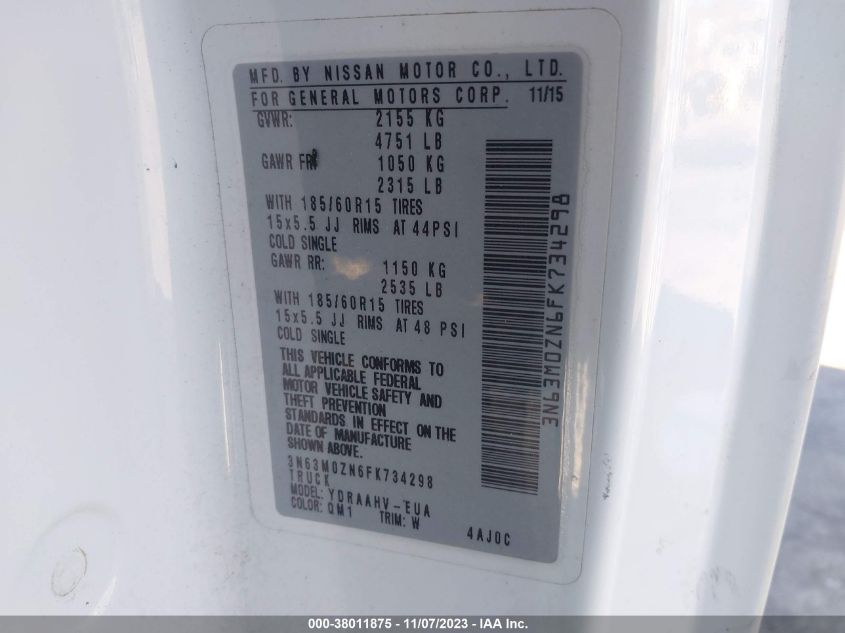 MFD. BY NISSAN MOTOR CO., LTD.
FOR GENERAL MOTORS CORP. 11/15
GVWR: 2155 KG
4751 LB
GAWR FR: 1050 KG
2315 LB
WITH 185/60R15 TIRES
15x5.5 JJ RIMS AT 44PSI
COLD SINGLE
GAWR RR: 1150 KG
2535 LB
WITH 185/60R15 TIRES
15x5.5 JJ RIMS AT 48 PSI
COLD SINGLE
THIS VEHICLE CONFORMS TO
ALL APPLICABLE FEDERAL
MOTOR VEHICLE SAFETY AND
THEFT PREVENTION
STANDARDS IN EFFECT ON THE
DATE OF MANUFACTURE
SHOWN ABOVE.
3N63M0ZN6FK734298
TRUCK
MODEL: YDRAAHV-EUA
COLOR: QM1 TRIM: W
4AJ0C
3N63M0ZN6FK734298
000-38011875 - 11/07/2023 - IAA Inc.